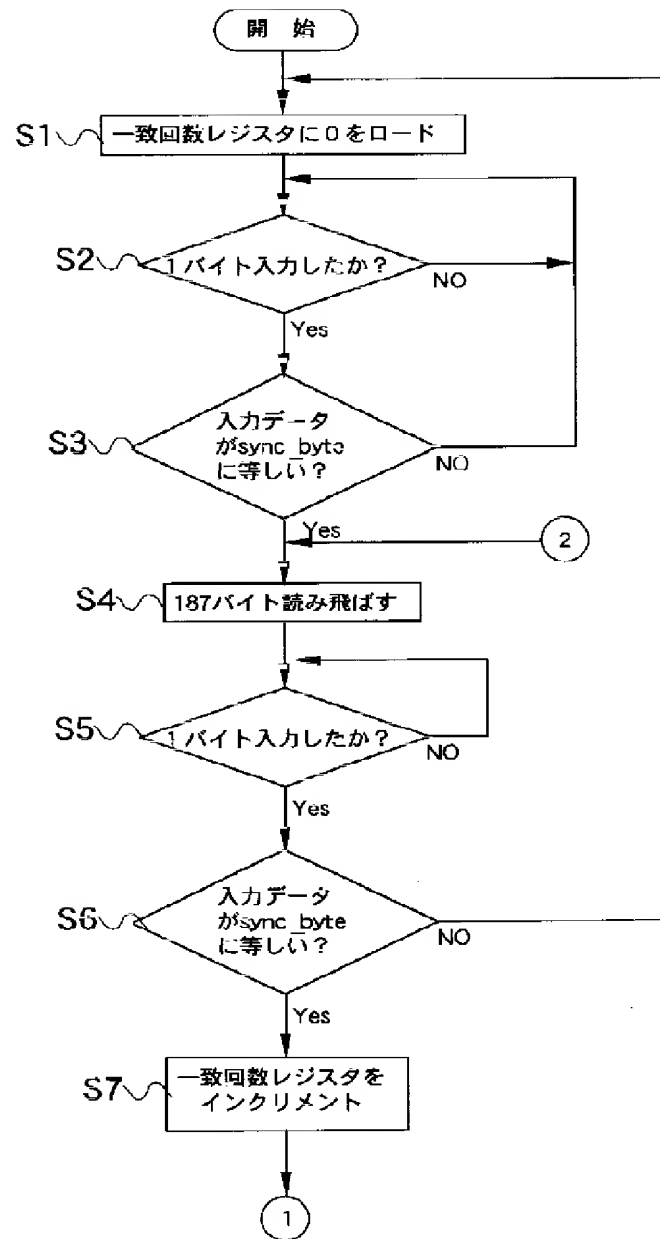 開 始
S1
一致回数レジスタに0をロード
S2
1バイト入力したか?
NO
Yes
S3
入力データ
がsync_byte
に等しい?
NO
Yes
2
S4
187バイト読み飛ばす
S5
1バイト入力したか?
NO
Yes
S6
入力データ
がsync_byte
に等しい?
NO
Yes
S7
一致回数レジスタを
インクリメント
1